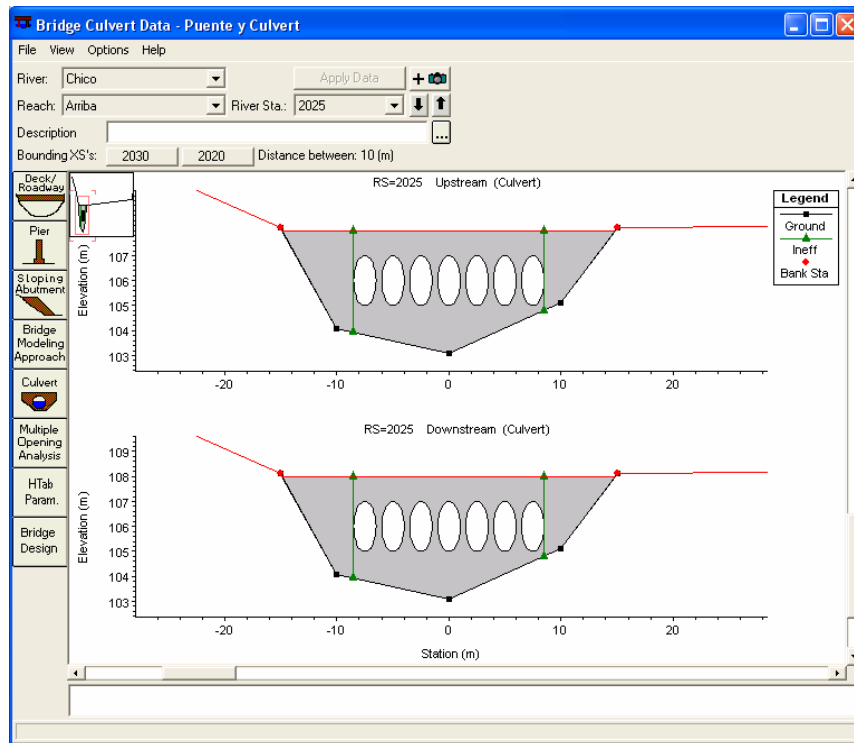 Bridge Culvert Data - Puente y Culvert
File View Options Help
River: Chico Apply Data +
Reach: Arriba River Sta.: 2025
Description ...
Bounding XS's: 2030 2020 Distance between: 10 (m)
Deck/
Roadway
Pier
Sloping
Abutment
Bridge
Modeling
Approach
Culvert
Multiple
Opening
Analysis
HTab
Param.
Bridge
Design
RS=2025 Upstream (Culvert)
Elevation (m)
107
106
105
104
103
-20 -10 0 10 20
Legend
Ground
Ineff
Bank Sta
RS=2025 Downstream (Culvert)
Elevation (m)
109
108
107
106
105
104
103
-20 -10 0 10 20
Station (m)